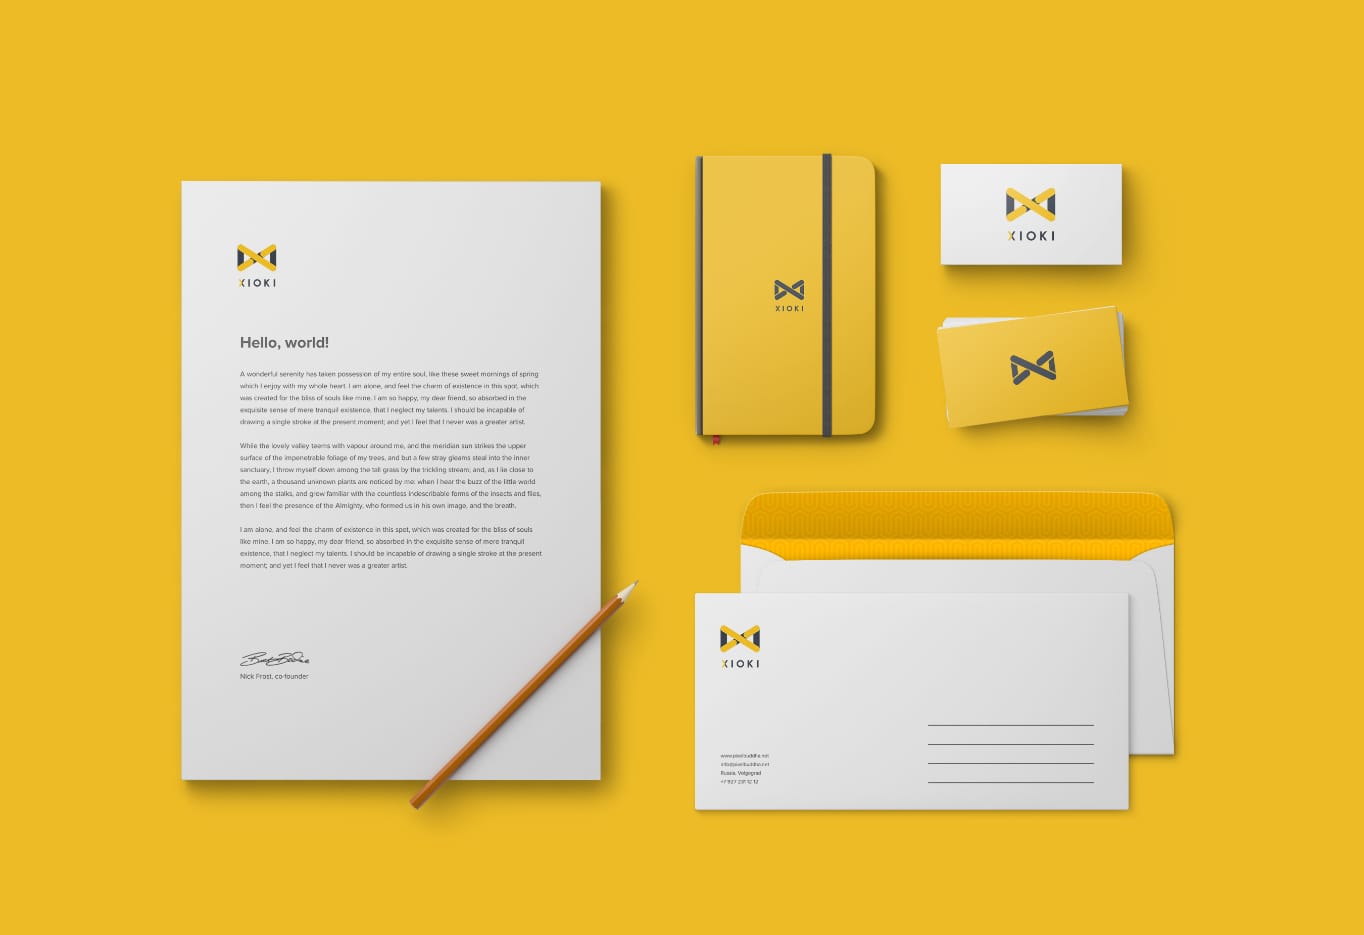 XIOKI
Hello, world!
A wonderful serenity has taken possession of my entire soul, like these sweet mornings of spring
which I enjoy with my whole heart. I am alone, and feel the charm of existence in this spot, which
was created for the bliss of souls like mine. I am so happy, my dear friend, so absorbed in the
exquisite sense of mere tranquil existence, that I neglect my talents. I should be incapable of
drawing a single stroke at the present moment; and yet I feel that I never was a greater artist.
While the lovely valley teems with vapour around me, and the meridian sun strikes the upper
surface of the impenetrable foliage of my trees, and but a few stray gleams steal into the inner
sanctuary, I throw myself down among the tall grass by the trickling stream; and, as I lie close to
the earth, a thousand unknown plants are noticed by me: when I hear the buzz of the little world
among the stalks, and grow familiar with the countless indescribable forms of the insects and flies,
then I feel the presence of the Almighty, who formed us in his own image, and the breath.
I am alone, and feel the charm of existence in this spot, which was created for the bliss of souls
like mine. I am so happy, my dear friend, so absorbed in the exquisite sense of mere tranquil
existence, that I neglect my talents. I should be incapable of drawing a single stroke at the present
moment; and yet I feel that I never was a greater artist.
Nick Frost, co-founder
XIOKI
XIOKI
XIOKI
www.pixelbuddha.net
info@pixelbuddha.net
Russia, Volgograd
+7 927 231 12 12